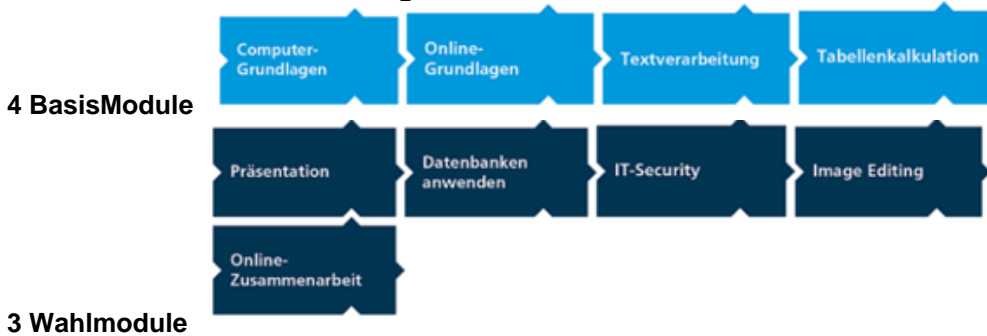 Computer-
Grundlagen
Online-
Grundlagen
Textverarbeitung
Tabellenkalkulation
4 BasisModule
Präsentation
Datenbanken
anwenden
IT-Security
Image Editing
Online-
Zusammenarbeit
3 Wahlmodule